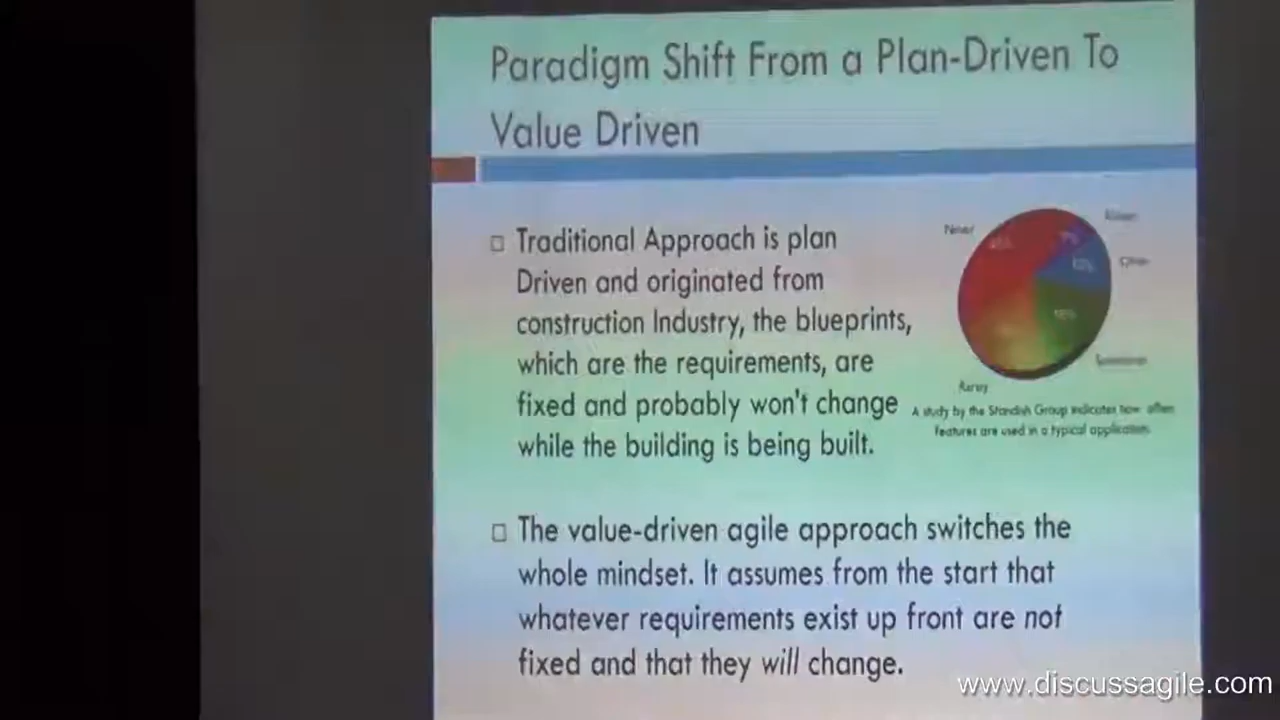 Paradigm Shift From a Plan-Driven To
Value Driven
□ Traditional Approach is plan
Driven and originated from
construction Industry, the blueprints,
which are the requirements, are
fixed and probably won't change
while the building is being built.
Never
Rarely
A study by the Standish Group indicates how often
features are used in a typical application.
□ The value-driven agile approach switches the
whole mindset. It assumes from the start that
whatever requirements exist up front are not
fixed and that they will change.
www.discussagile.com